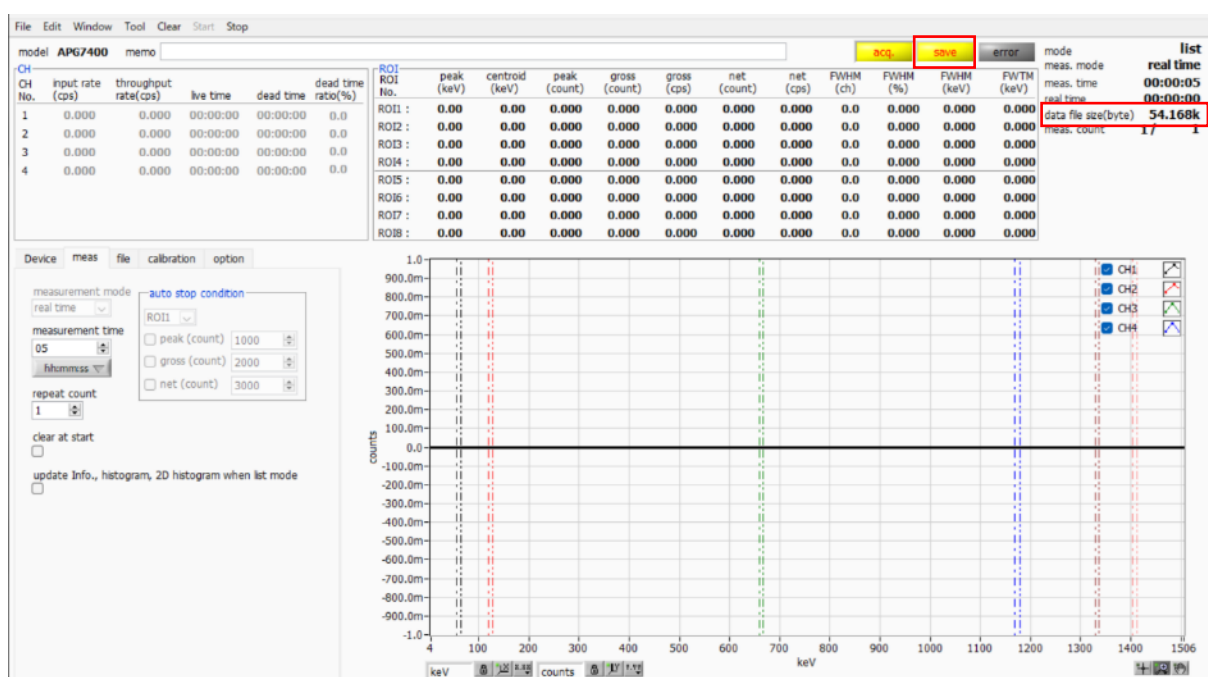 File Edit Window Tool Clear Start Stop
model APG7400 memo acq. save error mode list
meas. mode real time
meas. time 00:00:05
real time 00:00:00
data file size(byte) 54.168k
meas. count 1/ 1
CH
CH No. input rate (cps) throughput rate(cps) live time dead time dead time ratio(%)
1 0.000 0.000 00:00:00 00:00:00 0.0
2 0.000 0.000 00:00:00 00:00:00 0.0
3 0.000 0.000 00:00:00 00:00:00 0.0
4 0.000 0.000 00:00:00 00:00:00 0.0
ROI
ROI No. peak (keV) centroid (keV) peak (count) gross (count) gross (cps) net (count) net (cps) FWHM (ch) FWHM (%) FWHM (keV) FWTM (keV)
ROI1 : 0.00 0.00 0.000 0.000 0.000 0.000 0.000 0.0 0.000 0.000 0.000
ROI2 : 0.00 0.00 0.000 0.000 0.000 0.000 0.000 0.0 0.000 0.000 0.000
ROI3 : 0.00 0.00 0.000 0.000 0.000 0.000 0.000 0.0 0.000 0.000 0.000
ROI4 : 0.00 0.00 0.000 0.000 0.000 0.000 0.000 0.0 0.000 0.000 0.000
ROI5 : 0.00 0.00 0.000 0.000 0.000 0.000 0.000 0.0 0.000 0.000 0.000
ROI6 : 0.00 0.00 0.000 0.000 0.000 0.000 0.000 0.0 0.000 0.000 0.000
ROI7 : 0.00 0.00 0.000 0.000 0.000 0.000 0.000 0.0 0.000 0.000 0.000
ROI8 : 0.00 0.00 0.000 0.000 0.000 0.000 0.000 0.0 0.000 0.000 0.000
Device meas file calibration option
measurement mode
real time
measurement time
05
hh:mm:ss
repeat count
1
clear at start
update Info., histogram, 2D histogram when list mode
auto stop condition
ROI1
peak (count) 1000
gross (count) 2000
net (count) 3000
counts
1.0
900.0m
800.0m
700.0m
600.0m
500.0m
400.0m
300.0m
200.0m
100.0m
0.0
-100.0m
-200.0m
-300.0m
-400.0m
-500.0m
-600.0m
-700.0m
-800.0m
-900.0m
-1.0
CH1
CH2
CH3
CH4
4 100 200 300 400 500 600 700 800 900 1000 1100 1200 1300 1400 1506
keV
keV counts